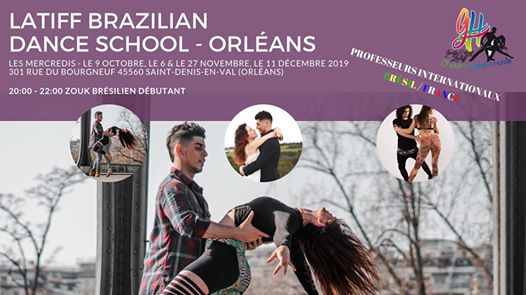 LATIFF BRAZILIAN
DANCE SCHOOL - ORLÉANS
LES MERCREDIS - LE 9 OCTOBRE, LE 6 & LE 27 NOVEMBRE, LE 11 DÉCEMBRE 2019
301 RUE DU BOURGNEUF 45560 SAINT-DENIS-EN-VAL (ORLÉANS)
20:00 - 22:00 ZOUK BRÉSILIEN DÉBUTANT
GH
PROFESSEURS INTERNATIONAUX
BRÉSIL/FRANCE